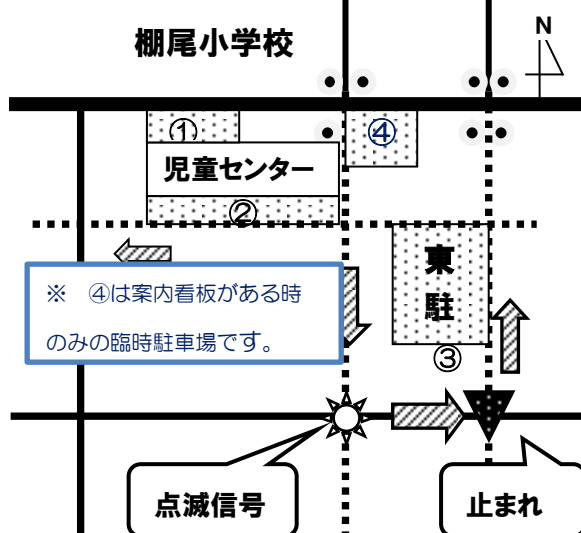 棚尾小学校
N
①
④
児童センター
②
東
駐
※ ④は案内看板がある時
のみの臨時駐車場です。
③
点滅信号
止まれ